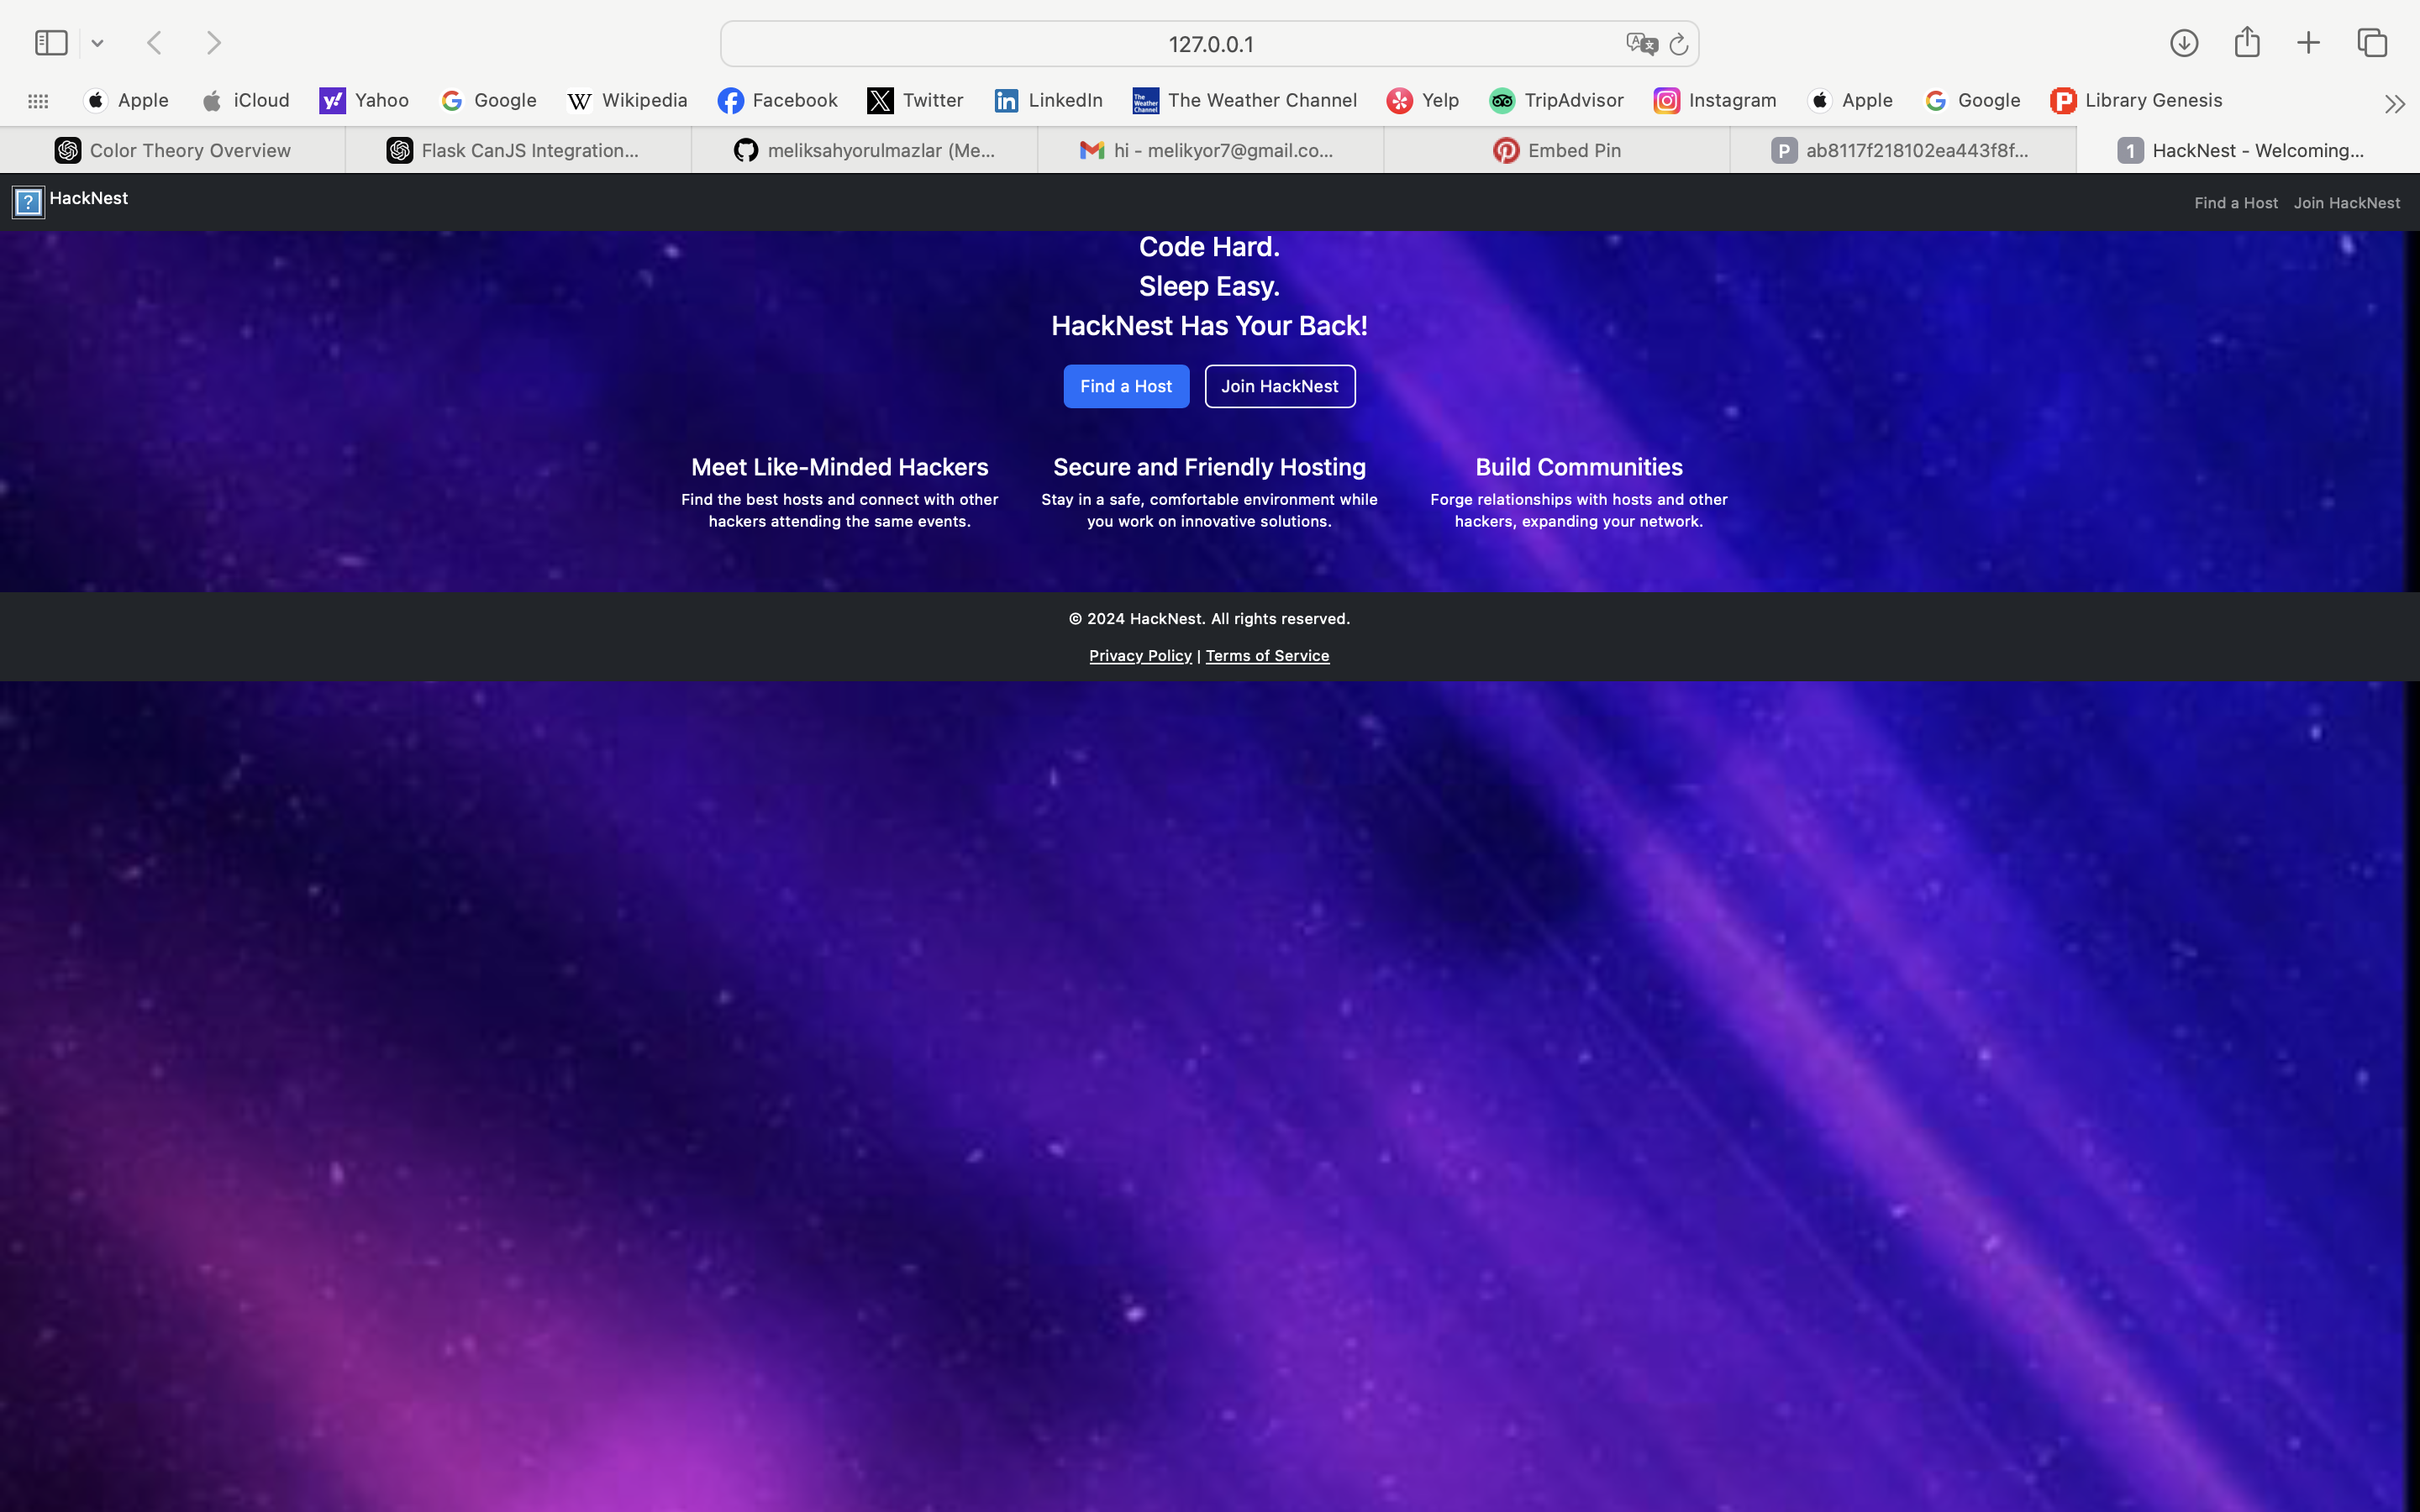 127.0.0.1
Apple iCloud Yahoo Google Wikipedia Facebook Twitter LinkedIn The Weather Channel Yelp TripAdvisor Instagram Apple Google Library Genesis
Color Theory Overview Flask CanJS Integration... meliksahyorulmazlar (Me... hi - melikyor7@gmail.co... Embed Pin P ab8117f218102ea443f8f... 1 HackNest - Welcoming...
HackNest Find a Host Join HackNest
Code Hard.
Sleep Easy.
HackNest Has Your Back!
Find a Host Join HackNest
Meet Like-Minded Hackers
Find the best hosts and connect with other
hackers attending the same events.
Secure and Friendly Hosting
Stay in a safe, comfortable environment while
you work on innovative solutions.
Build Communities
Forge relationships with hosts and other
hackers, expanding your network.
© 2024 HackNest. All rights reserved.
Privacy Policy | Terms of Service